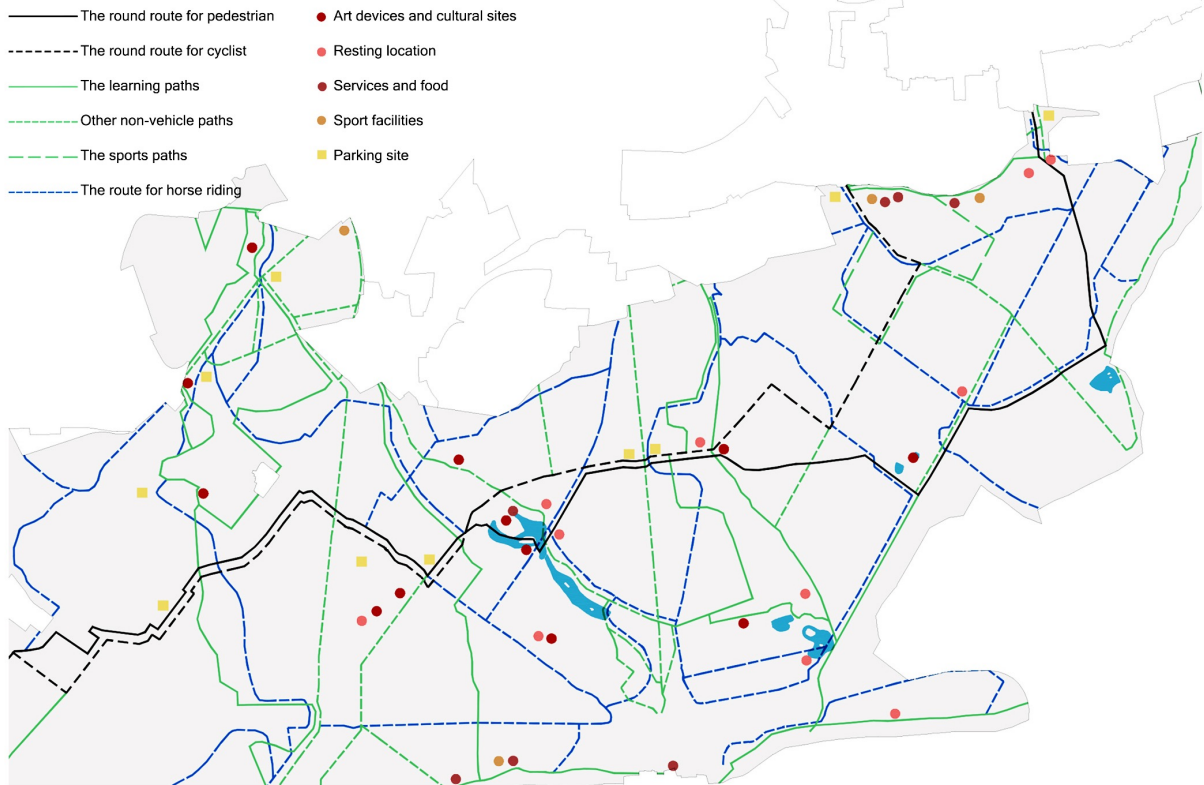 The round route for pedestrian
The round route for cyclist
The learning paths
Other non-vehicle paths
The sports paths
The route for horse riding
Art devices and cultural sites
Resting location
Services and food
Sport facilities
Parking site